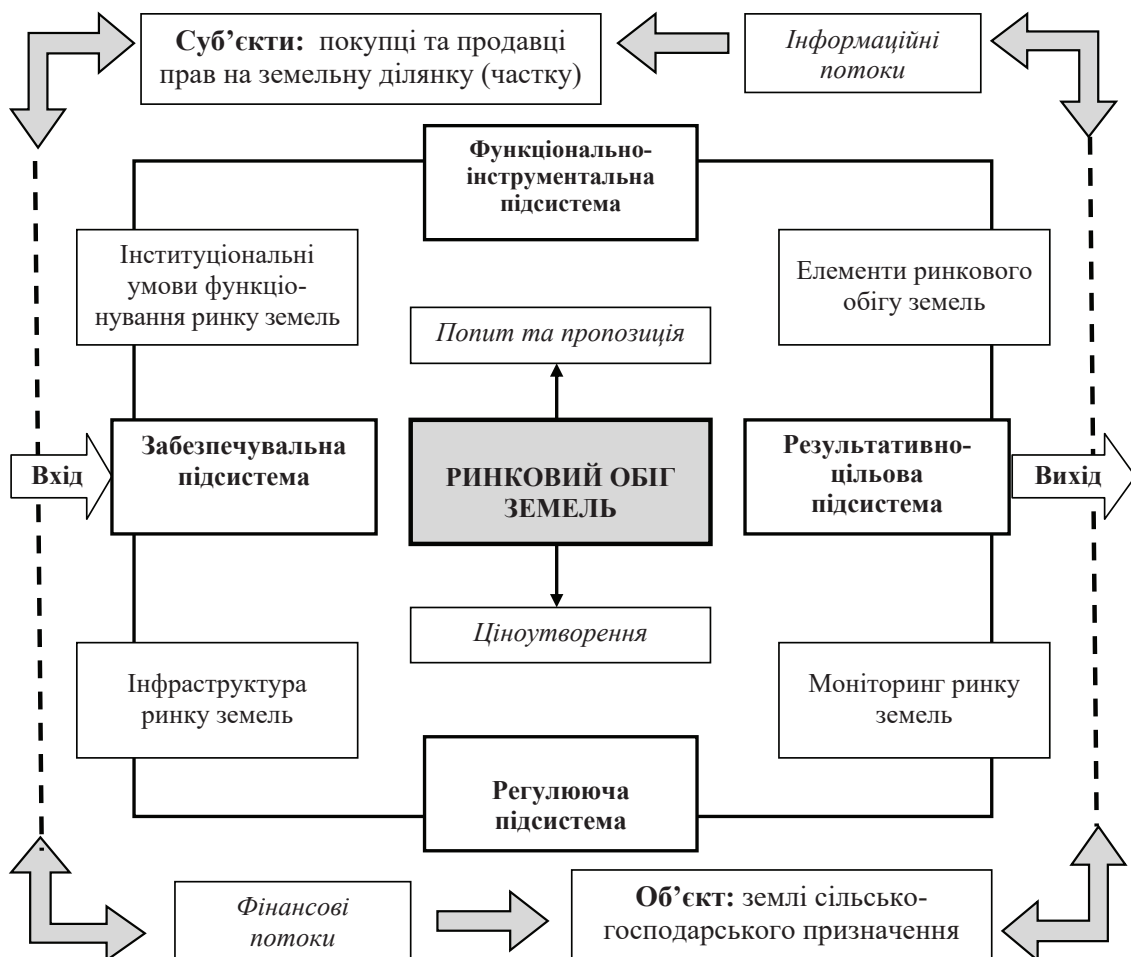 Суб’єкти: покупці та продавці
прав на земельну ділянку (частку)
Інформаційні
потоки
Функціонально-
інструментальна
підсистема
Інституціональні
умови функціо-
нування ринку земель
Елементи ринкового
обігу земель
Попит та пропозиція
Вхід
Забезпечувальна
підсистема
РИНКОВИЙ ОБІГ
ЗЕМЕЛЬ
Результативно-
цільова
підсистема
Вихід
Ціноутворення
Інфраструктура
ринку земель
Моніторинг ринку
земель
Регулююча
підсистема
Фінансові
потоки
Об’єкт: землі сільсько-
господарського призначення